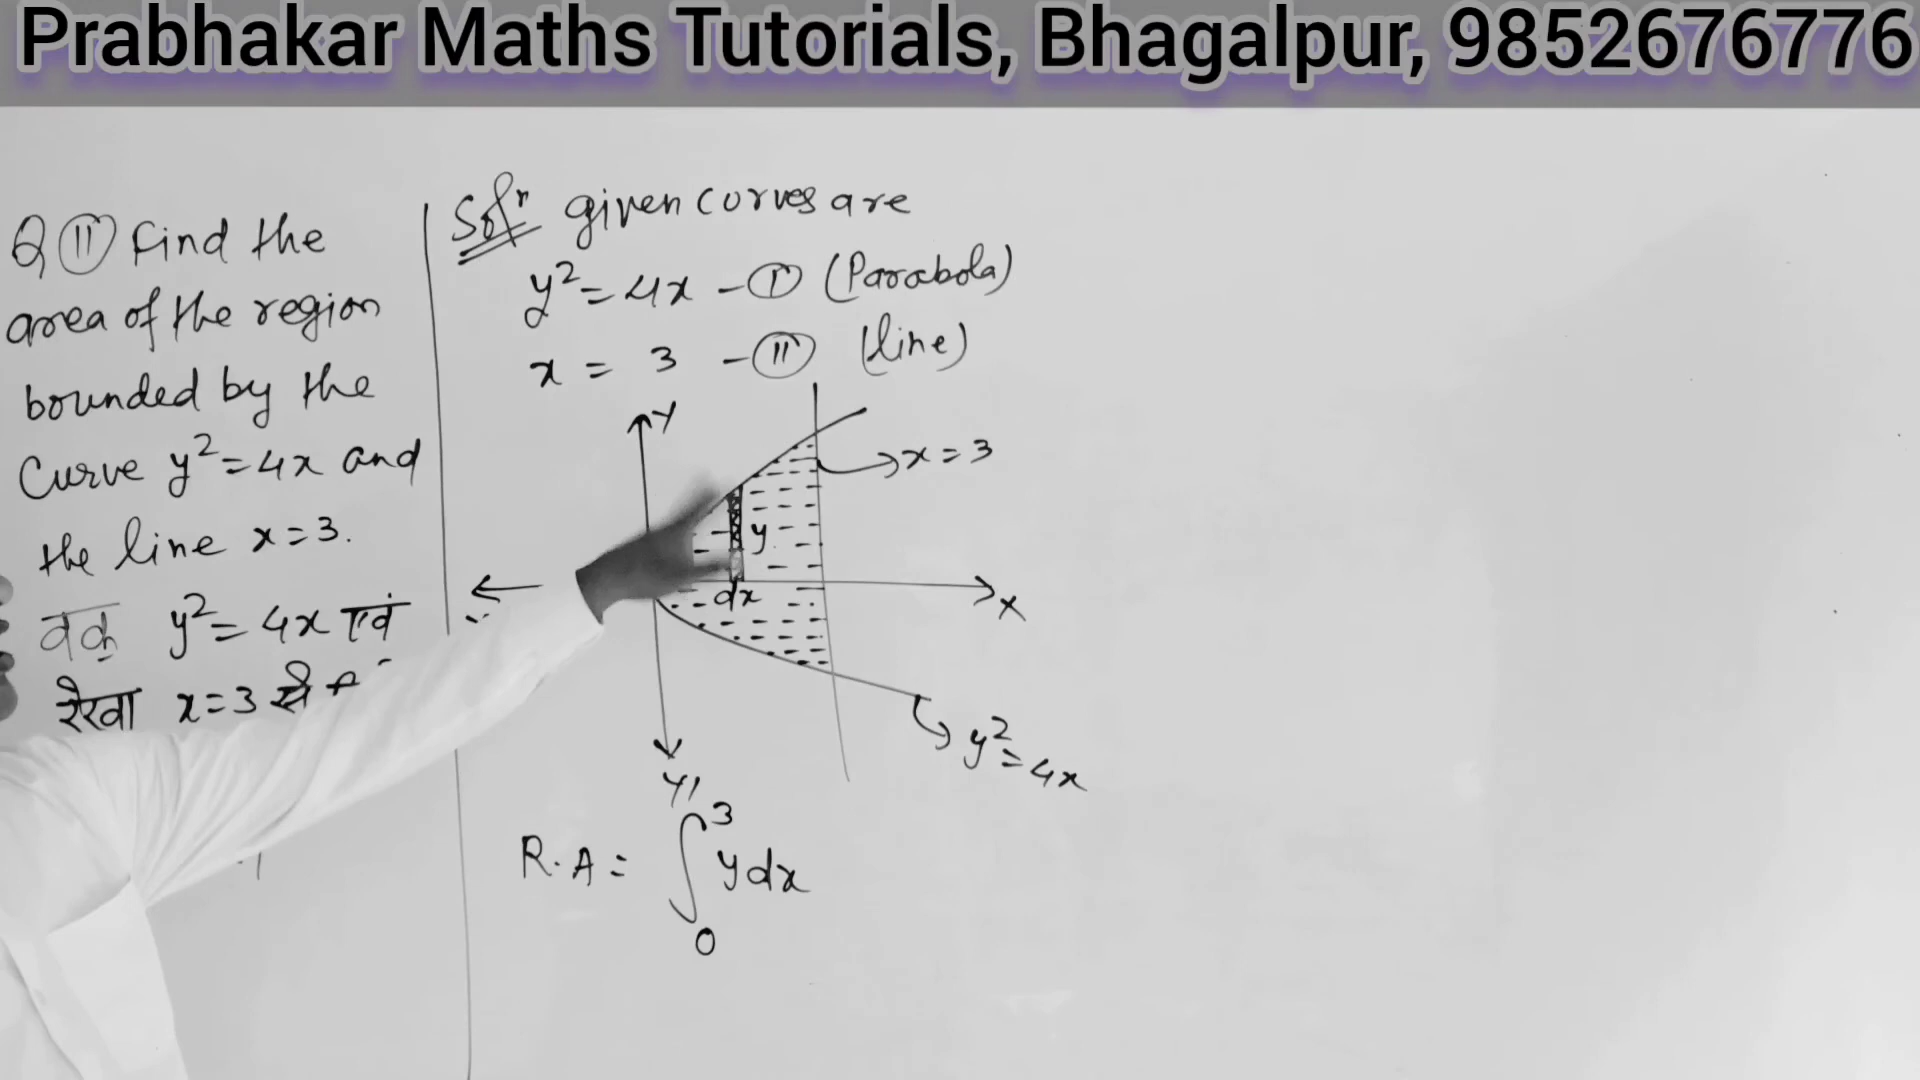 Prabhakar Maths Tutorials, Bhagalpur, 9852676776
Q 11 Find the
area of the region
bounded by the
Curve y²=4x and
the line x=3.
वक्र y²=4x एवं
रेखा x=3 से
Solⁿ given curves are
y²=4x -Ⓘ (Parabola)
x = 3 -Ⓘ Ⓘ (line)
Y
x=3
y
dx
X
y²=4x
Y'
R.A = ∫₀³ y dx